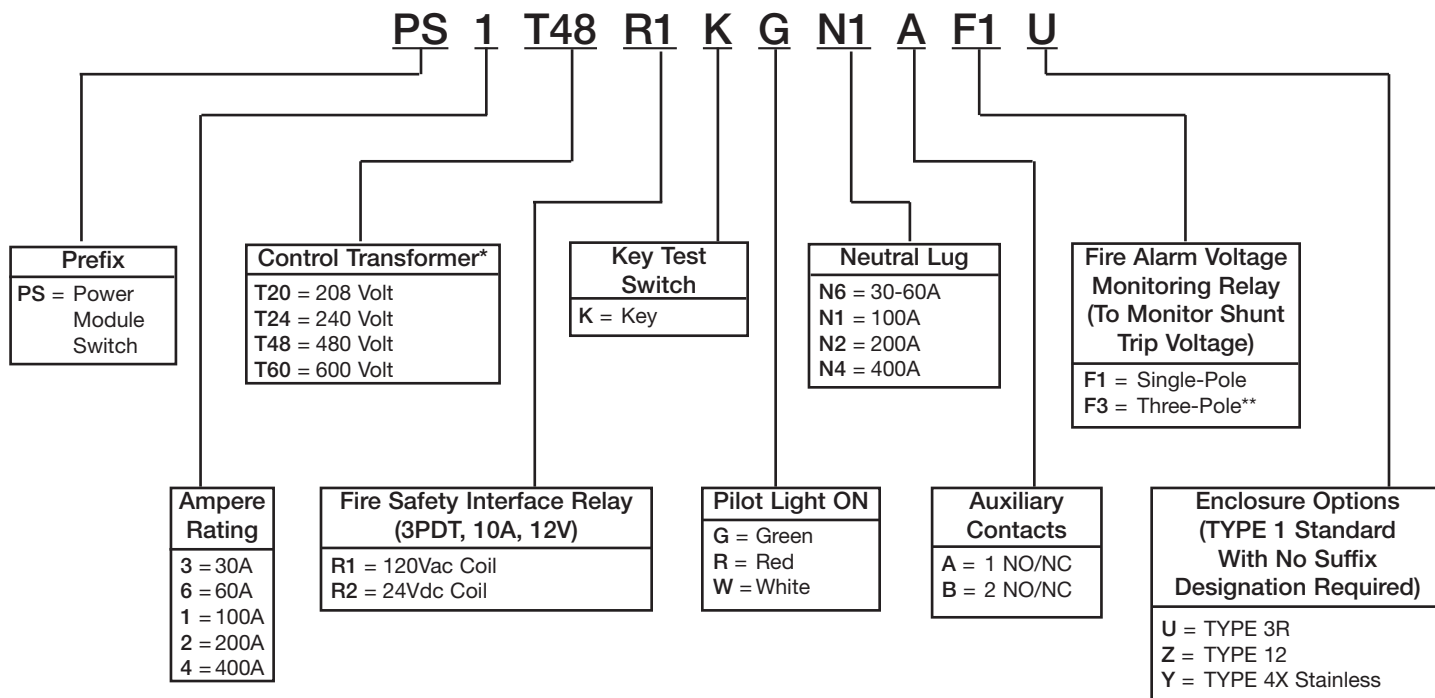 PS 1 T48 R1 K G N1 A F1 U
Prefix
PS = Power
Module
Switch
Control Transformer*
T20 = 208 Volt
T24 = 240 Volt
T48 = 480 Volt
T60 = 600 Volt
Key Test
Switch
K = Key
Neutral Lug
N6 = 30-60A
N1 = 100A
N2 = 200A
N4 = 400A
Fire Alarm Voltage
Monitoring Relay
(To Monitor Shunt
Trip Voltage)
F1 = Single-Pole
F3 = Three-Pole**
Ampere
Rating
3 = 30A
6 = 60A
1 = 100A
2 = 200A
4 = 400A
Fire Safety Interface Relay
(3PDT, 10A, 12V)
R1 = 120Vac Coil
R2 = 24Vdc Coil
Pilot Light ON
G = Green
R = Red
W = White
Auxiliary
Contacts
A = 1 NO/NC
B = 2 NO/NC
Enclosure Options
(TYPE 1 Standard
With No Suffix
Designation Required)
U = TYPE 3R
Z = TYPE 12
Y = TYPE 4X Stainless